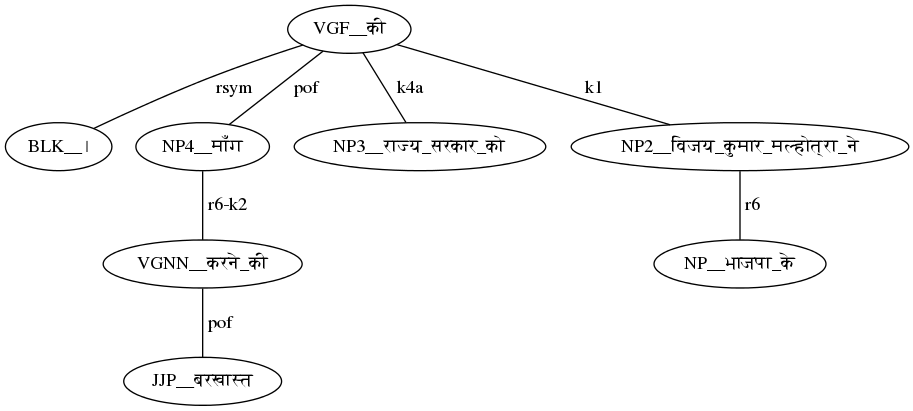 VGF__की
rsym pof k4a k1
BLK__। NP4__माँग NP3__राज्य_सरकार_को NP2__विजय_कुमार_मल्होत्रा_ने
r6-k2 r6
VGNN__करने_की NP__भाजपा_के
pof
JJP__बरखास्त